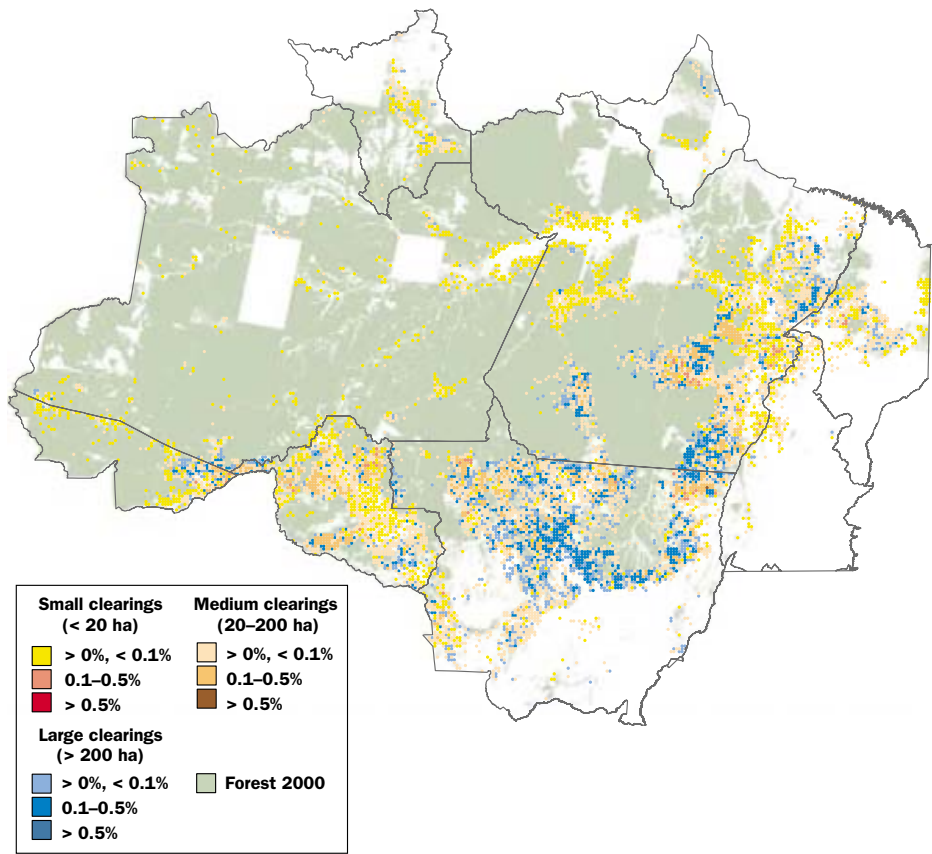 Small clearings
(< 20 ha)
> 0%, < 0.1%
0.1–0.5%
> 0.5%
Medium clearings
(20–200 ha)
> 0%, < 0.1%
0.1–0.5%
> 0.5%
Large clearings
(> 200 ha)
> 0%, < 0.1%
0.1–0.5%
> 0.5%
Forest 2000